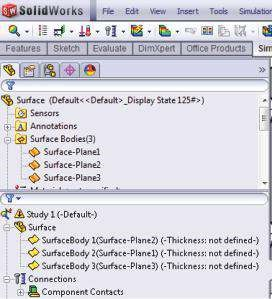 SolidWorks File Edit View Insert Tools Simulation
Features Sketch Evaluate DimXpert Office Products Sim
Surface (Default<<Default>_Display State 125#>)
Sensors
Annotations
Surface Bodies(3)
Surface-Plane1
Surface-Plane2
Surface-Plane3
Study 1 (-Default-)
Surface
SurfaceBody 1(Surface-Plane2) (-Thickness: not defined-)
SurfaceBody 2(Surface-Plane1) (-Thickness: not defined-)
SurfaceBody 3(Surface-Plane3) (-Thickness: not defined-)
Connections
Component Contacts